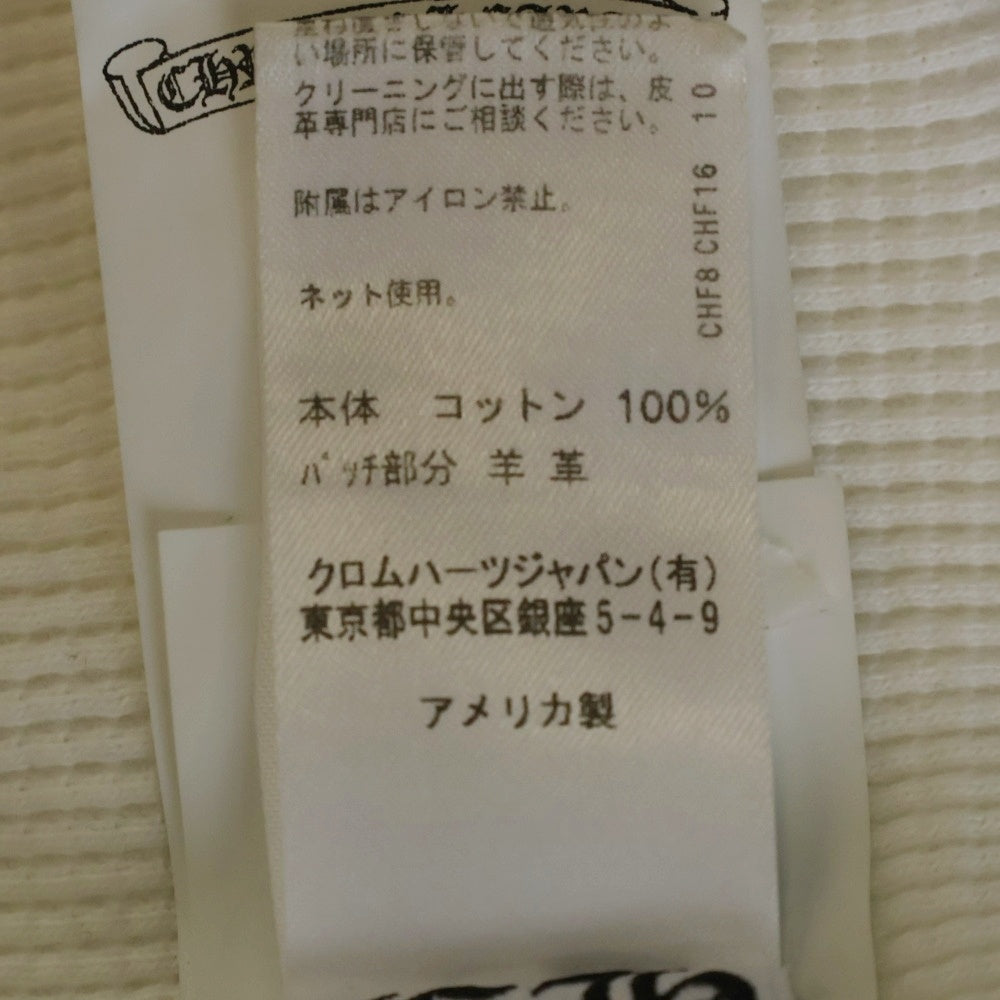 い場所に保管してください。
クリーニングに出す際は、皮
革専門店にご相談ください。
附属はアイロン禁止。
ネット使用。
本体 コットン 100%
パッチ部分 羊 革
クロムハーツジャパン(有)
東京都中央区銀座5-4-9
アメリカ製
CHF8 CHF16 10